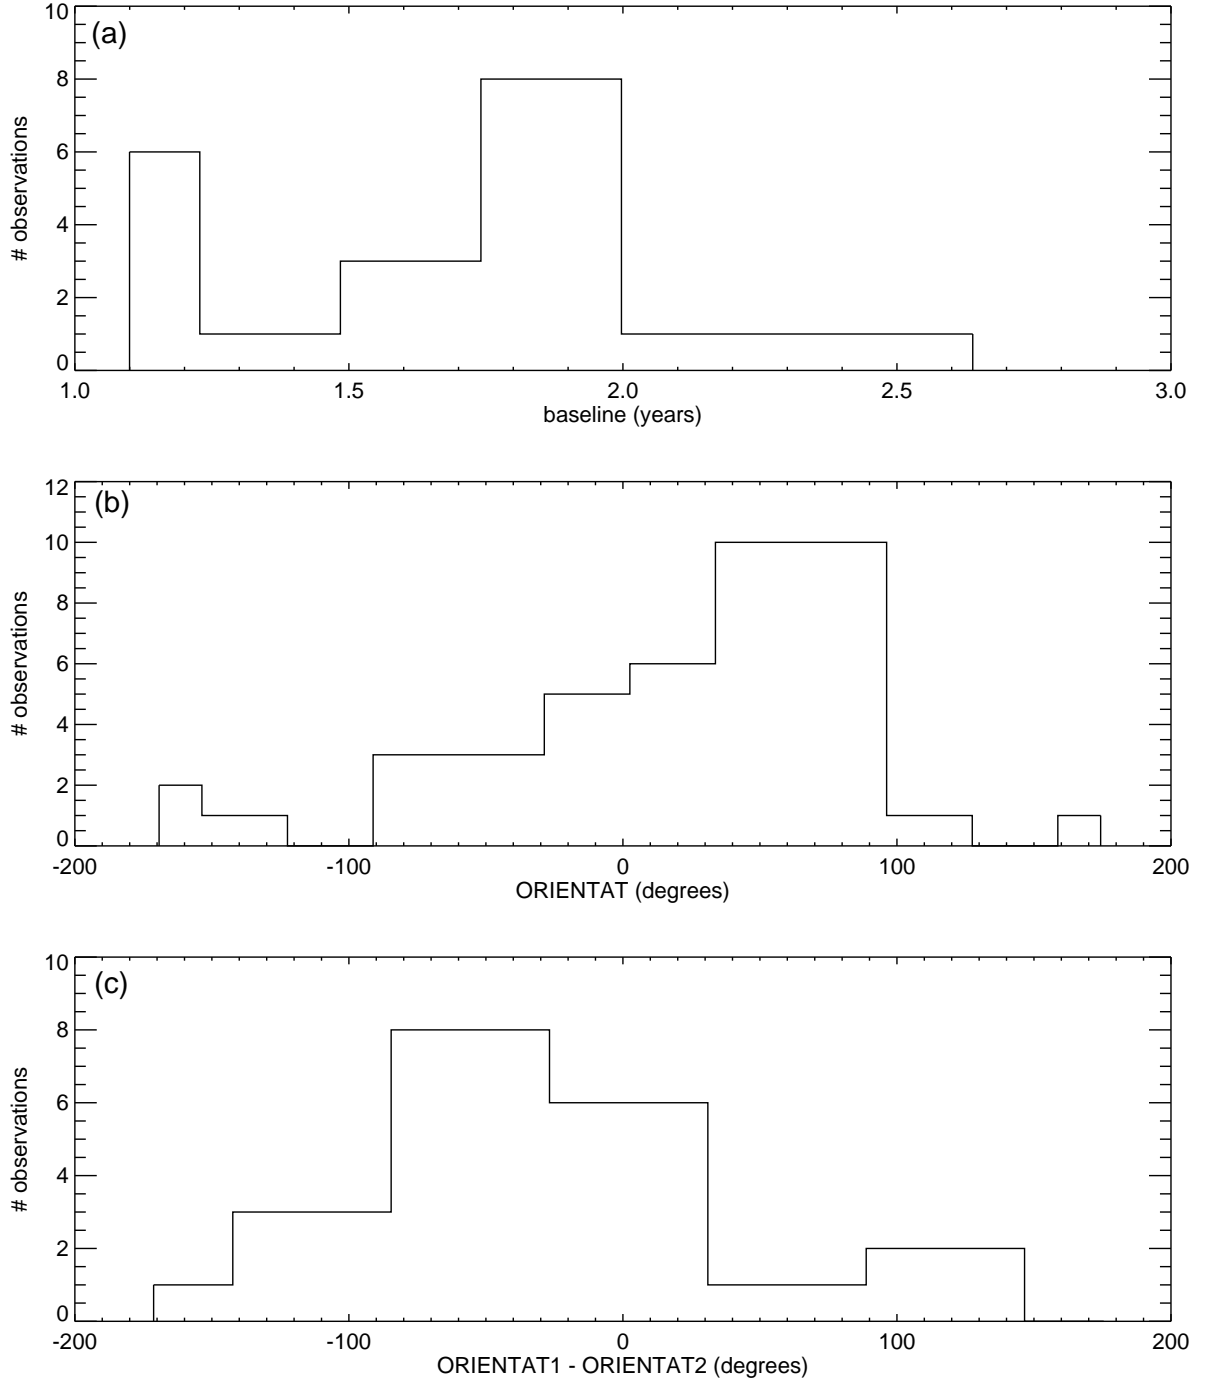 (a)
10
8
6
4
2
0
# observations
1.0 1.5 2.0 2.5 3.0
baseline (years)
(b)
12
10
8
6
4
2
0
# observations
-200 -100 0 100 200
ORIENTAT (degrees)
(c)
10
8
6
4
2
0
# observations
-200 -100 0 100 200
ORIENTAT1 - ORIENTAT2 (degrees)